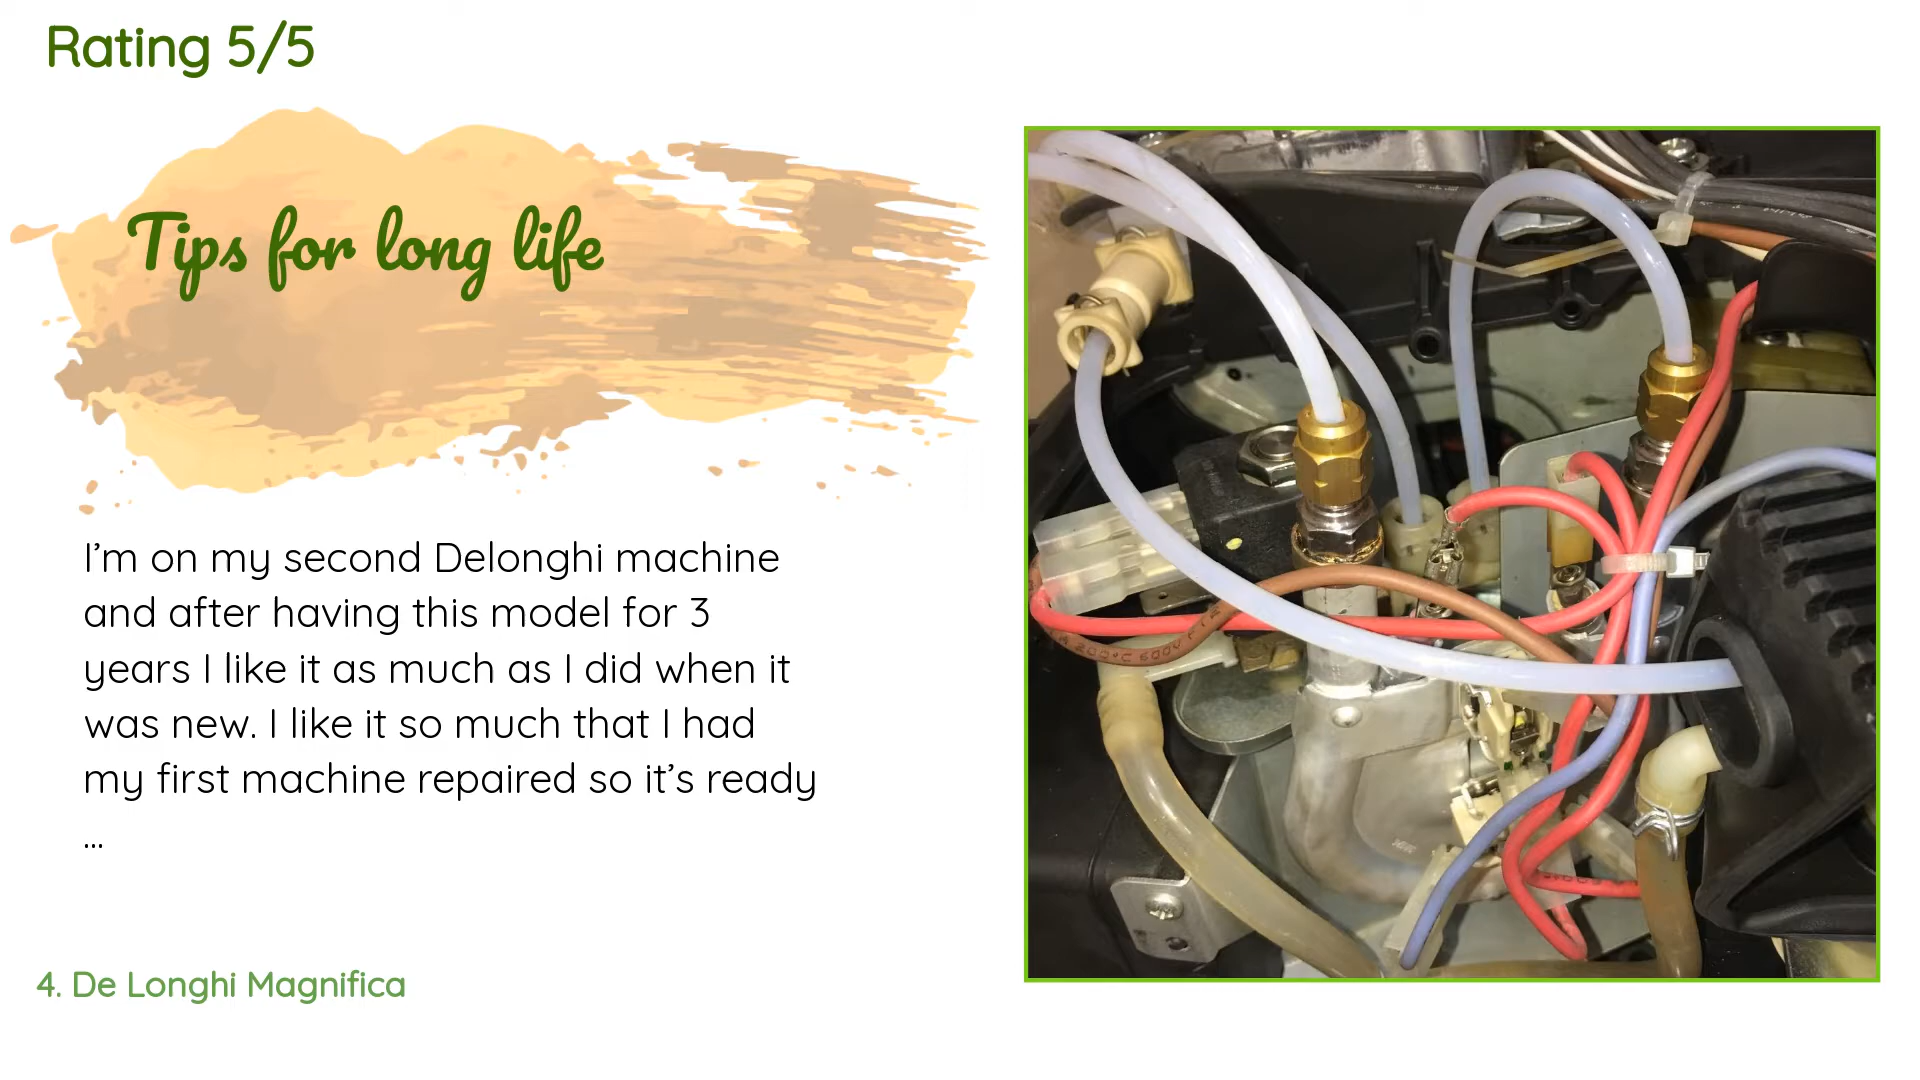 Rating 5/5
Tips for long life
I’m on my second Delonghi machine
and after having this model for 3
years I like it as much as I did when it
was new. I like it so much that I had
my first machine repaired so it’s ready
...
200°C 600V
4. De Longhi Magnifica